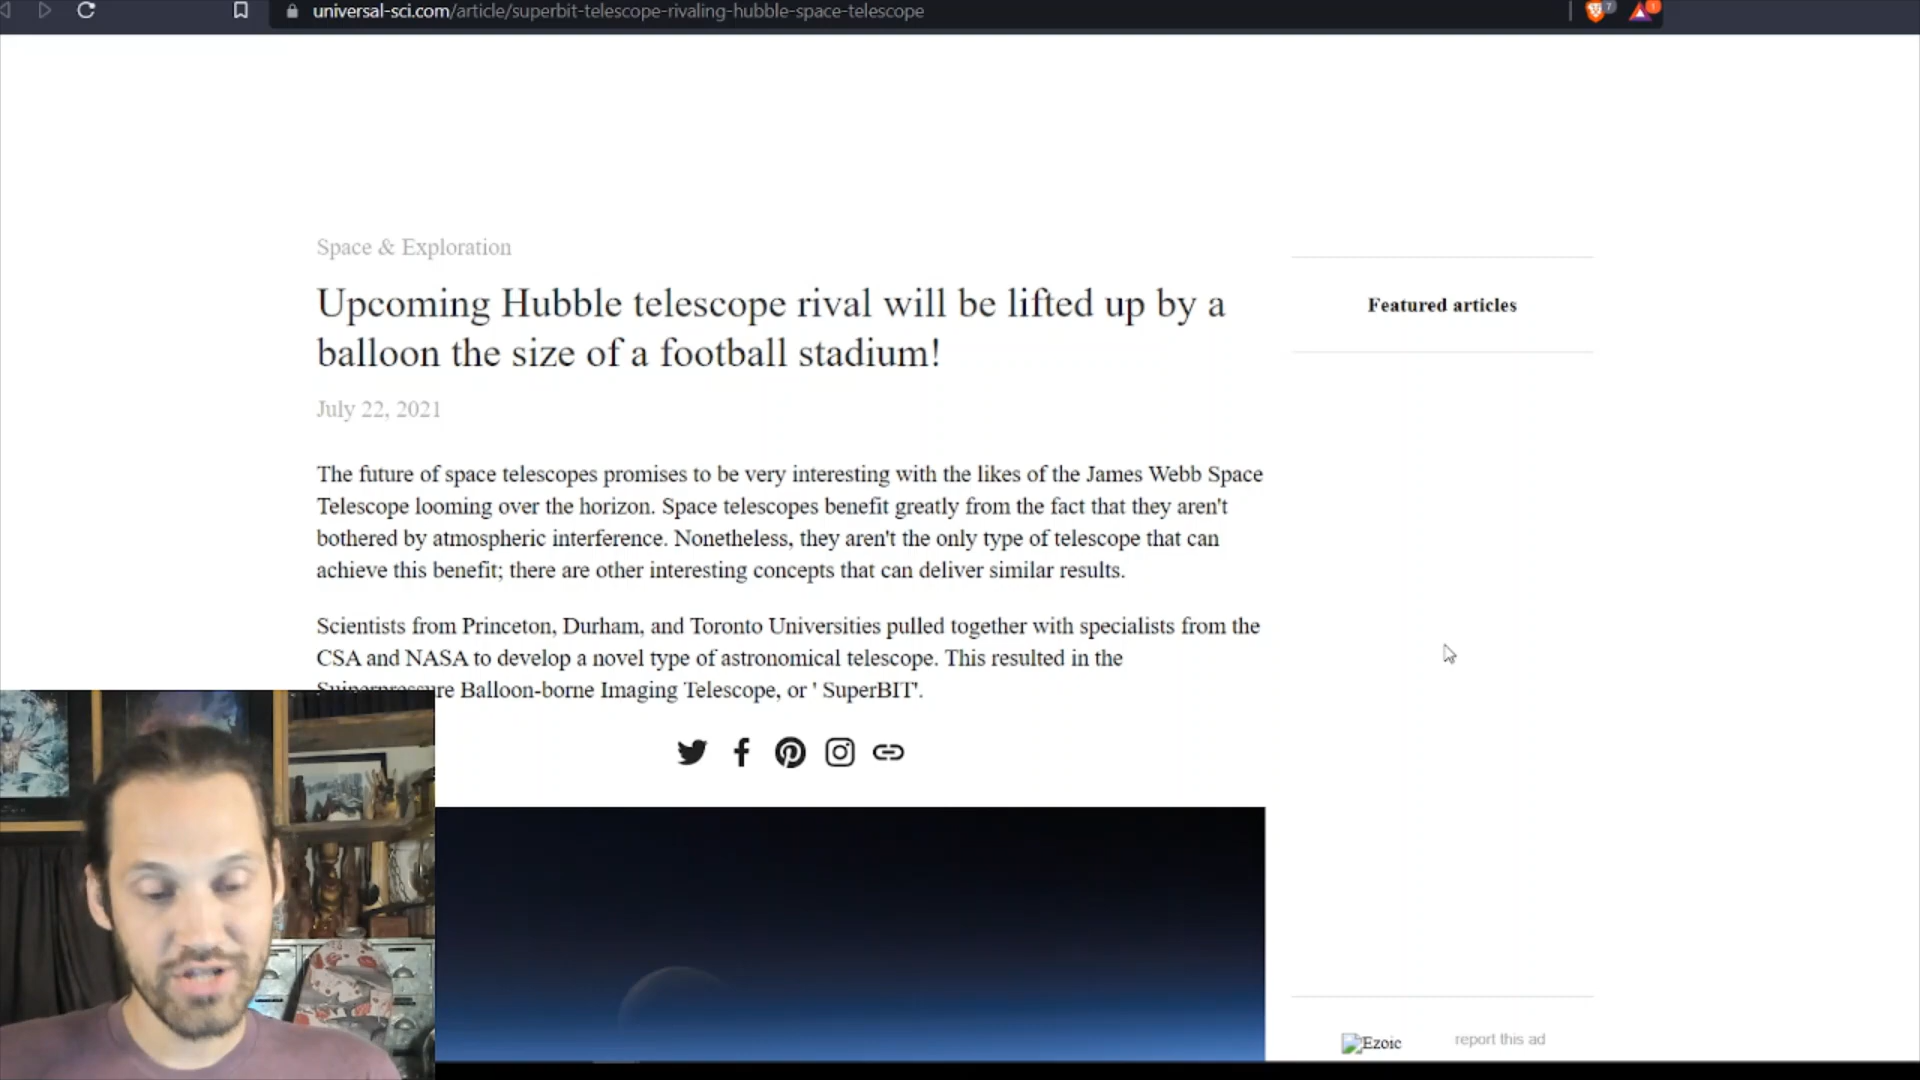 universal-sci.com/article/superbit-telescope-rivaling-hubble-space-telescope
7
1
Space & Exploration
Upcoming Hubble telescope rival will be lifted up by a
balloon the size of a football stadium!
July 22, 2021
Featured articles
The future of space telescopes promises to be very interesting with the likes of the James Webb Space
Telescope looming over the horizon. Space telescopes benefit greatly from the fact that they aren't
bothered by atmospheric interference. Nonetheless, they aren't the only type of telescope that can
achieve this benefit; there are other interesting concepts that can deliver similar results.
Scientists from Princeton, Durham, and Toronto Universities pulled together with specialists from the
CSA and NASA to develop a novel type of astronomical telescope. This resulted in the
Balloon-borne Imaging Telescope, or ' SuperBIT'.
Ezoic
report this ad